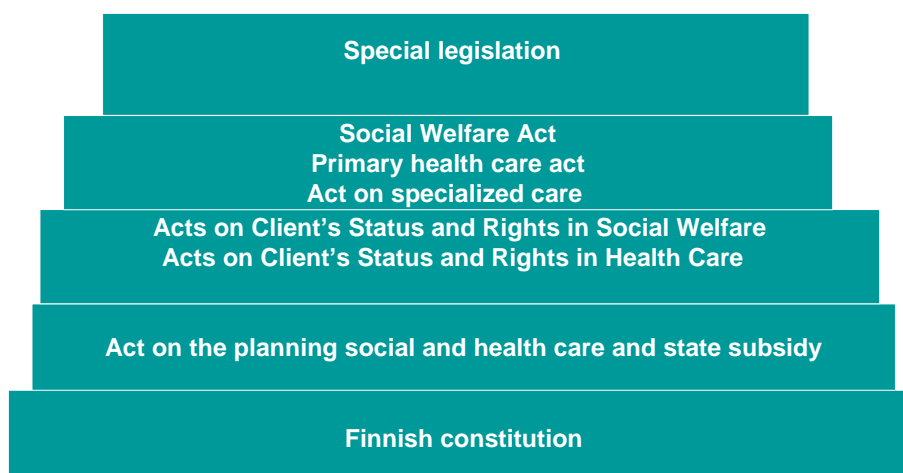 Special legislation
Social Welfare Act
Primary health care act
Act on specialized care
Acts on Client's Status and Rights in Social Welfare
Acts on Client's Status and Rights in Health Care
Act on the planning social and health care and state subsidy
Finnish constitution